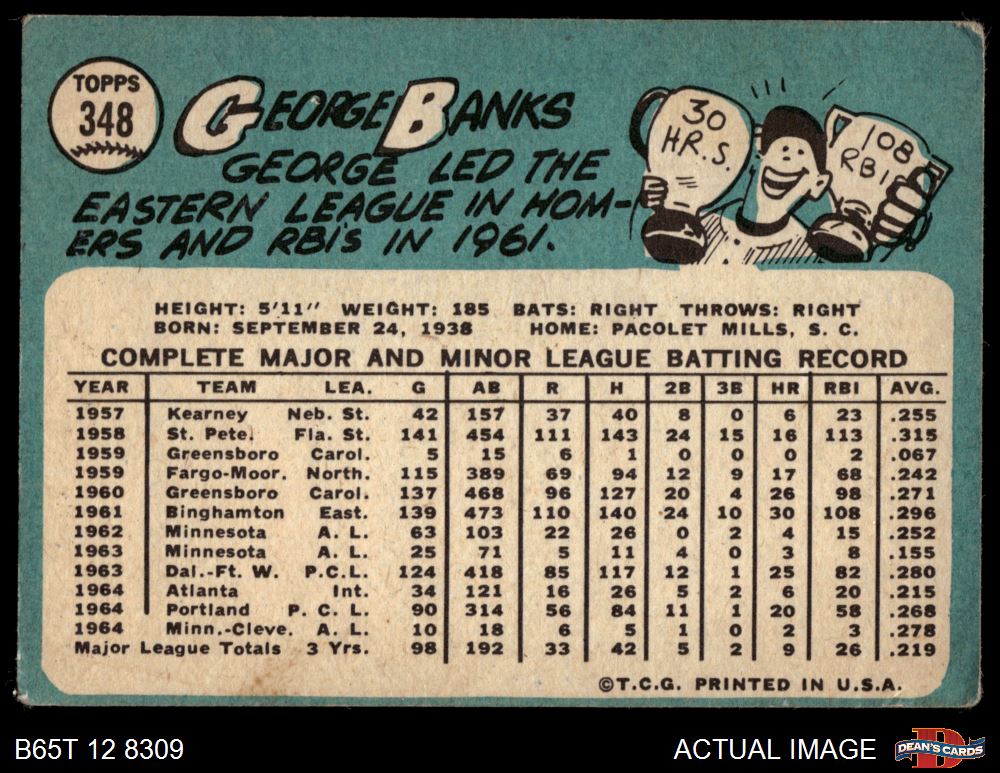 TOPPS
348
GEORGE BANKS
GEORGE LED THE
EASTERN LEAGUE IN HOM-
ERS AND RBI'S IN 1961.
30
HR.S.
108
RBI
HEIGHT: 5'11" WEIGHT: 185 BATS: RIGHT THROWS: RIGHT
BORN: SEPTEMBER 24, 1938 HOME: PACOLET MILLS, S. C.
COMPLETE MAJOR AND MINOR LEAGUE BATTING RECORD
YEAR TEAM LEA. G AB R H 2B 3B HR RBI AVG.
1957 Kearney Neb. St. 42 157 37 40 8 0 6 23 .255
1958 St. Pete. Fla. St. 141 454 111 143 24 15 16 113 .315
1959 Greensboro Carol. 5 15 6 1 0 0 0 2 .067
1959 Fargo-Moor. North. 115 389 69 94 12 9 17 68 .242
1960 Greensboro Carol. 137 468 96 127 20 4 26 98 .271
1961 Binghamton East. 139 473 110 140 24 10 30 108 .296
1962 Minnesota A. L. 63 103 22 26 0 2 4 15 .252
1963 Minnesota A. L. 25 71 5 11 4 0 3 8 .155
1963 Dal.-Ft. W. P.C.L. 124 418 85 117 12 1 25 82 .280
1964 Atlanta Int. 34 121 16 26 5 2 6 20 .215
1964 Portland P. C. L. 90 314 56 84 11 1 20 58 .268
1964 Minn.-Cleve. A. L. 10 18 6 5 1 0 2 3 .278
Major League Totals 3 Yrs. 98 192 33 42 5 2 9 26 .219
©T.C.G. PRINTED IN U.S.A.
B65T 12 8309
ACTUAL IMAGE
D
DEAN'S CARDS